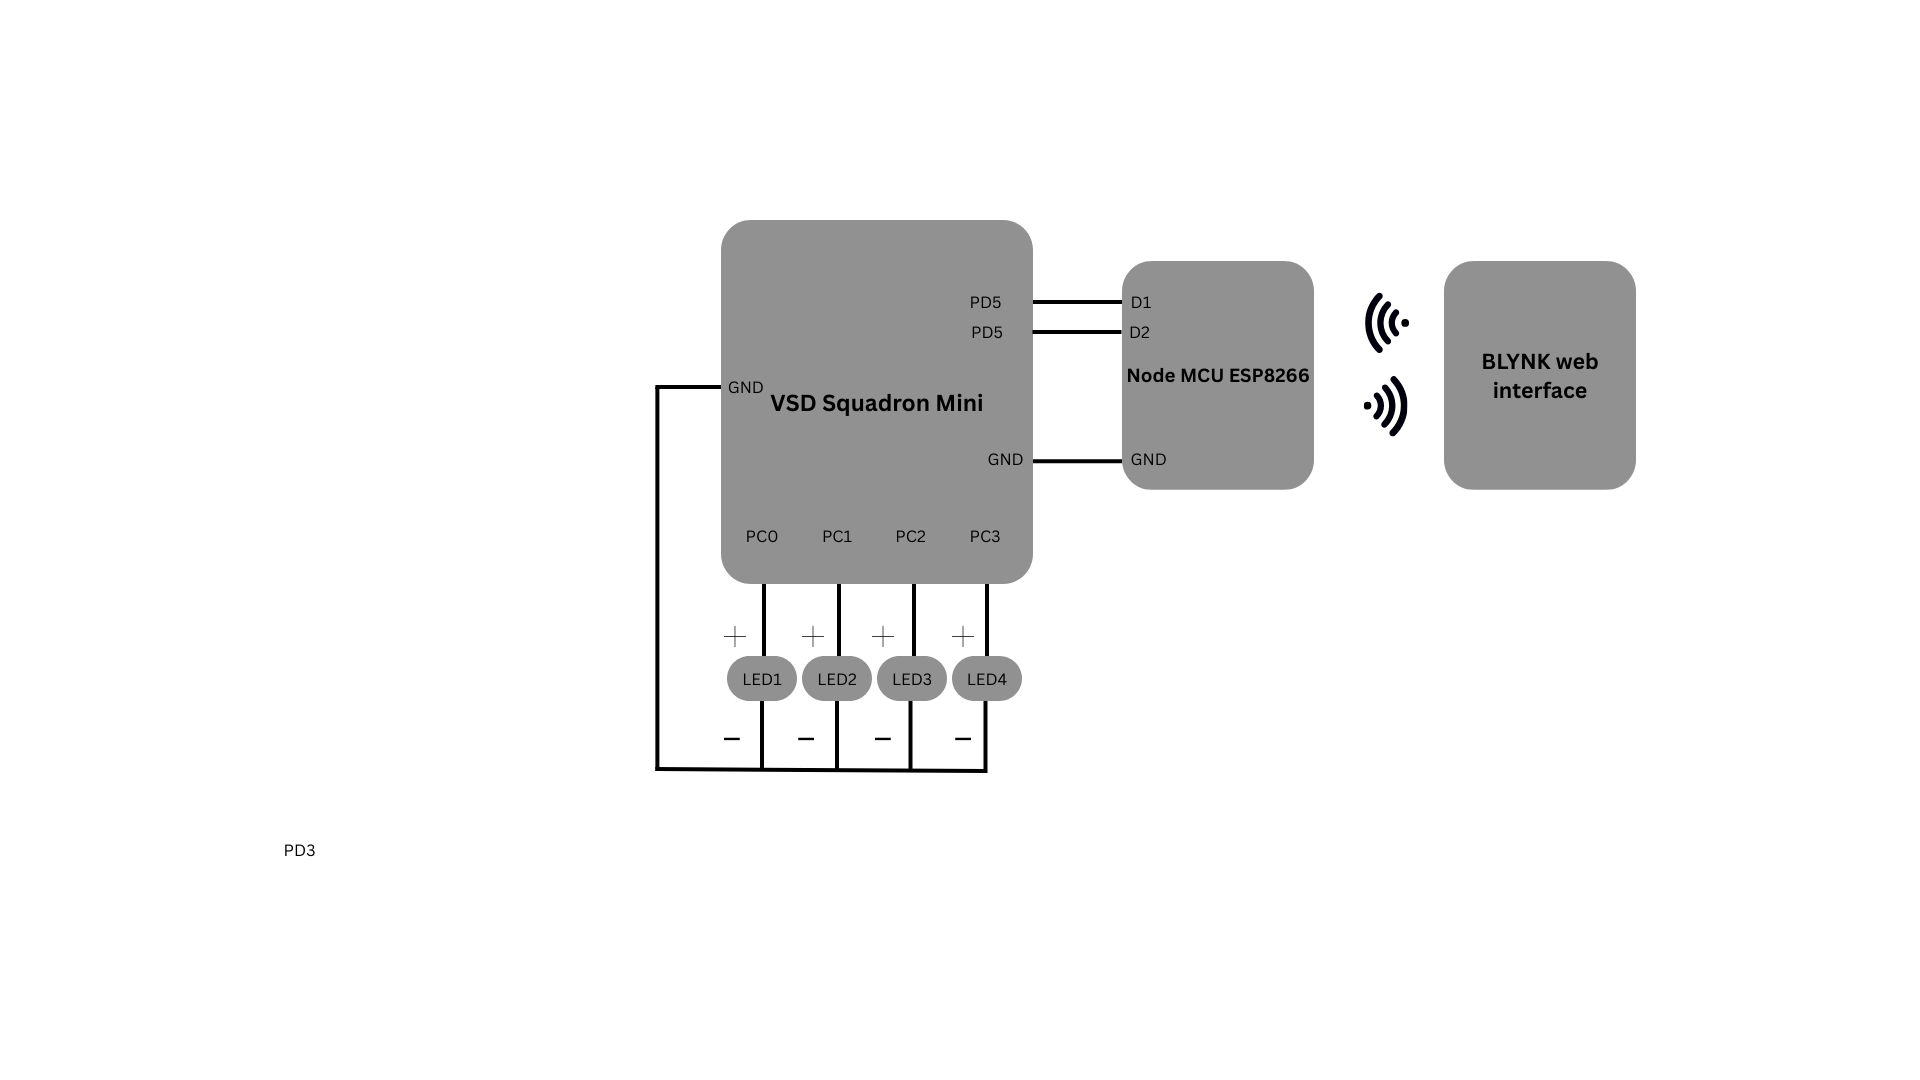 PD5
D1
PD5
D2
Node MCU ESP8266
BLYNK web
interface
GND
VSD Squadron Mini
GND
GND
PC0
PC1
PC2
PC3
LED1
LED2
LED3
LED4
PD3